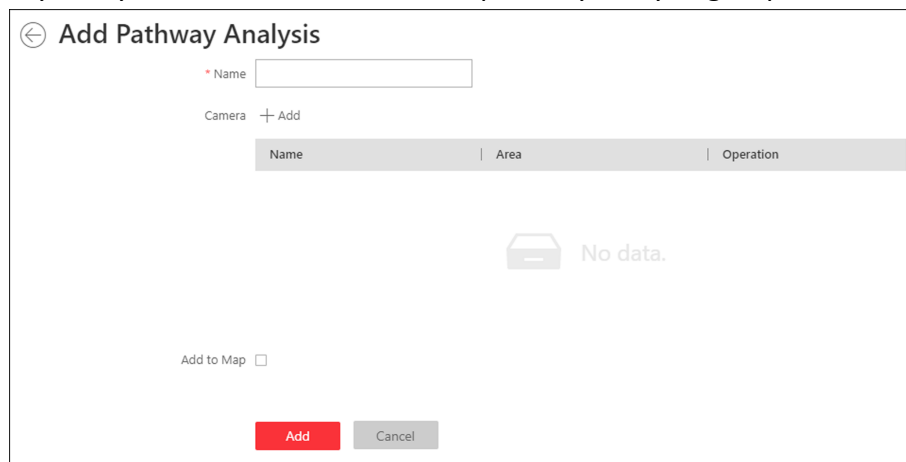 Add Pathway Analysis
* Name
Camera + Add
Name | Area | Operation
No data.
Add to Map
Add Cancel